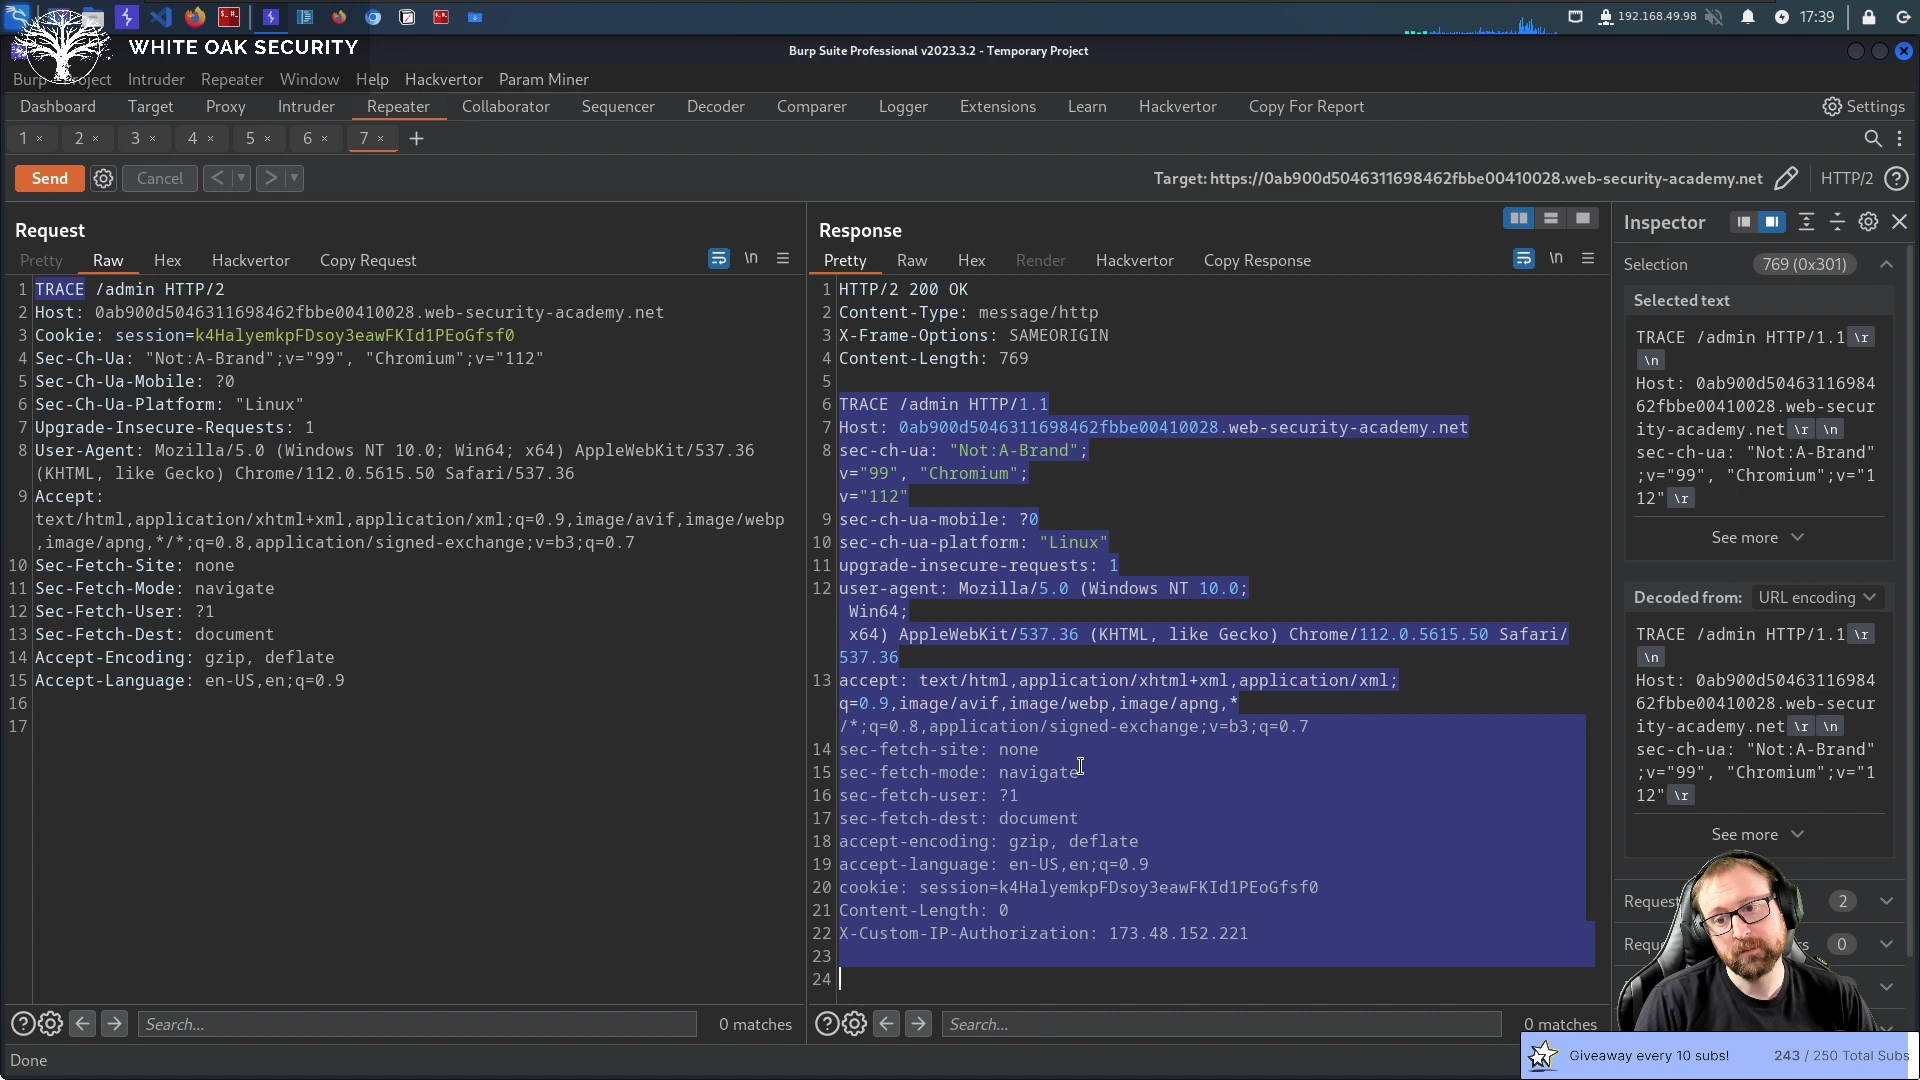 192.168.49.98
17:39
WHITE OAK SECURITY
Burp Suite Professional v2023.3.2 - Temporary Project
Burp Project Intruder Repeater Window Help Hackvertor Param Miner
Dashboard Target Proxy Intruder Repeater Collaborator Sequencer Decoder Comparer Logger Extensions Learn Hackvertor Copy For Report Settings
1 × 2 × 3 × 4 × 5 × 6 × 7 × +
Send Cancel < > Target: https://0ab900d5046311698462fbbe00410028.web-security-academy.net HTTP/2 ?
Request
Pretty Raw Hex Hackvertor Copy Request \n
1 TRACE /admin HTTP/2
2 Host: 0ab900d5046311698462fbbe00410028.web-security-academy.net
3 Cookie: session=k4HalyemkpFDsoy3eawFKId1PEoGfsf0
4 Sec-Ch-Ua: "Not:A-Brand";v="99", "Chromium";v="112"
5 Sec-Ch-Ua-Mobile: ?0
6 Sec-Ch-Ua-Platform: "Linux"
7 Upgrade-Insecure-Requests: 1
8 User-Agent: Mozilla/5.0 (Windows NT 10.0; Win64; x64) AppleWebKit/537.36
(KHTML, like Gecko) Chrome/112.0.5615.50 Safari/537.36
9 Accept:
text/html,application/xhtml+xml,application/xml;q=0.9,image/avif,image/webp
,image/apng,*/*;q=0.8,application/signed-exchange;v=b3;q=0.7
10 Sec-Fetch-Site: none
11 Sec-Fetch-Mode: navigate
12 Sec-Fetch-User: ?1
13 Sec-Fetch-Dest: document
14 Accept-Encoding: gzip, deflate
15 Accept-Language: en-US,en;q=0.9
16
17
? Search... 0 matches
Response
Pretty Raw Hex Render Hackvertor Copy Response \n
1 HTTP/2 200 OK
2 Content-Type: message/http
3 X-Frame-Options: SAMEORIGIN
4 Content-Length: 769
5
6 TRACE /admin HTTP/1.1
7 Host: 0ab900d5046311698462fbbe00410028.web-security-academy.net
8 sec-ch-ua: "Not:A-Brand";
v="99", "Chromium";
v="112"
9 sec-ch-ua-mobile: ?0
10 sec-ch-ua-platform: "Linux"
11 upgrade-insecure-requests: 1
12 user-agent: Mozilla/5.0 (Windows NT 10.0;
Win64;
x64) AppleWebKit/537.36 (KHTML, like Gecko) Chrome/112.0.5615.50 Safari/
537.36
13 accept: text/html,application/xhtml+xml,application/xml;
q=0.9,image/avif,image/webp,image/apng,*
/*;q=0.8,application/signed-exchange;v=b3;q=0.7
14 sec-fetch-site: none
15 sec-fetch-mode: navigate
16 sec-fetch-user: ?1
17 sec-fetch-dest: document
18 accept-encoding: gzip, deflate
19 accept-language: en-US,en;q=0.9
20 cookie: session=k4HalyemkpFDsoy3eawFKId1PEoGfsf0
21 Content-Length: 0
22 X-Custom-IP-Authorization: 173.48.152.221
23
24
? Search... 0 matches
Inspector
Selection 769 (0x301)
Selected text
TRACE /admin HTTP/1.1 \r
\n
Host: 0ab900d50463116984
62fbbe00410028.web-secur
ity-academy.net \r \n
sec-ch-ua: "Not:A-Brand"
;v="99", "Chromium";v="1
12" \r
See more
Decoded from: URL encoding
TRACE /admin HTTP/1.1 \r
\n
Host: 0ab900d50463116984
62fbbe00410028.web-secur
ity-academy.net \r \n
sec-ch-ua: "Not:A-Brand"
;v="99", "Chromium";v="1
12" \r
See more
Request 2
0
Done
Giveaway every 10 subs! 243 / 250 Total Subs